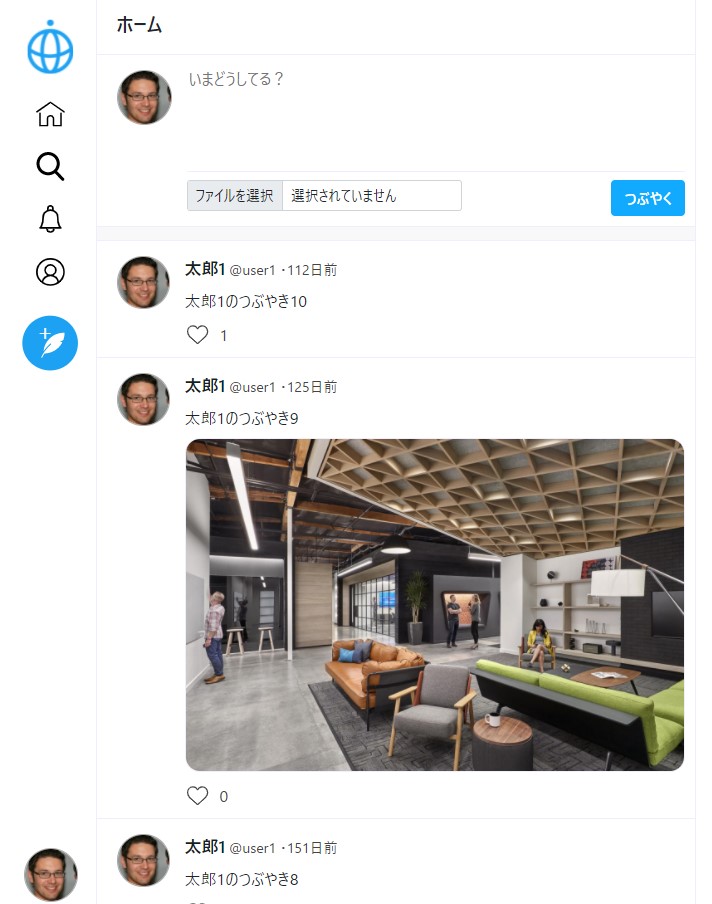 ホーム
いまどうしてる？
ファイルを選択 選択されていません
つぶやく
太郎1 @user1 ・112日前
太郎1のつぶやき10
1
太郎1 @user1 ・125日前
太郎1のつぶやき9
0
太郎1 @user1 ・151日前
太郎1のつぶやき8